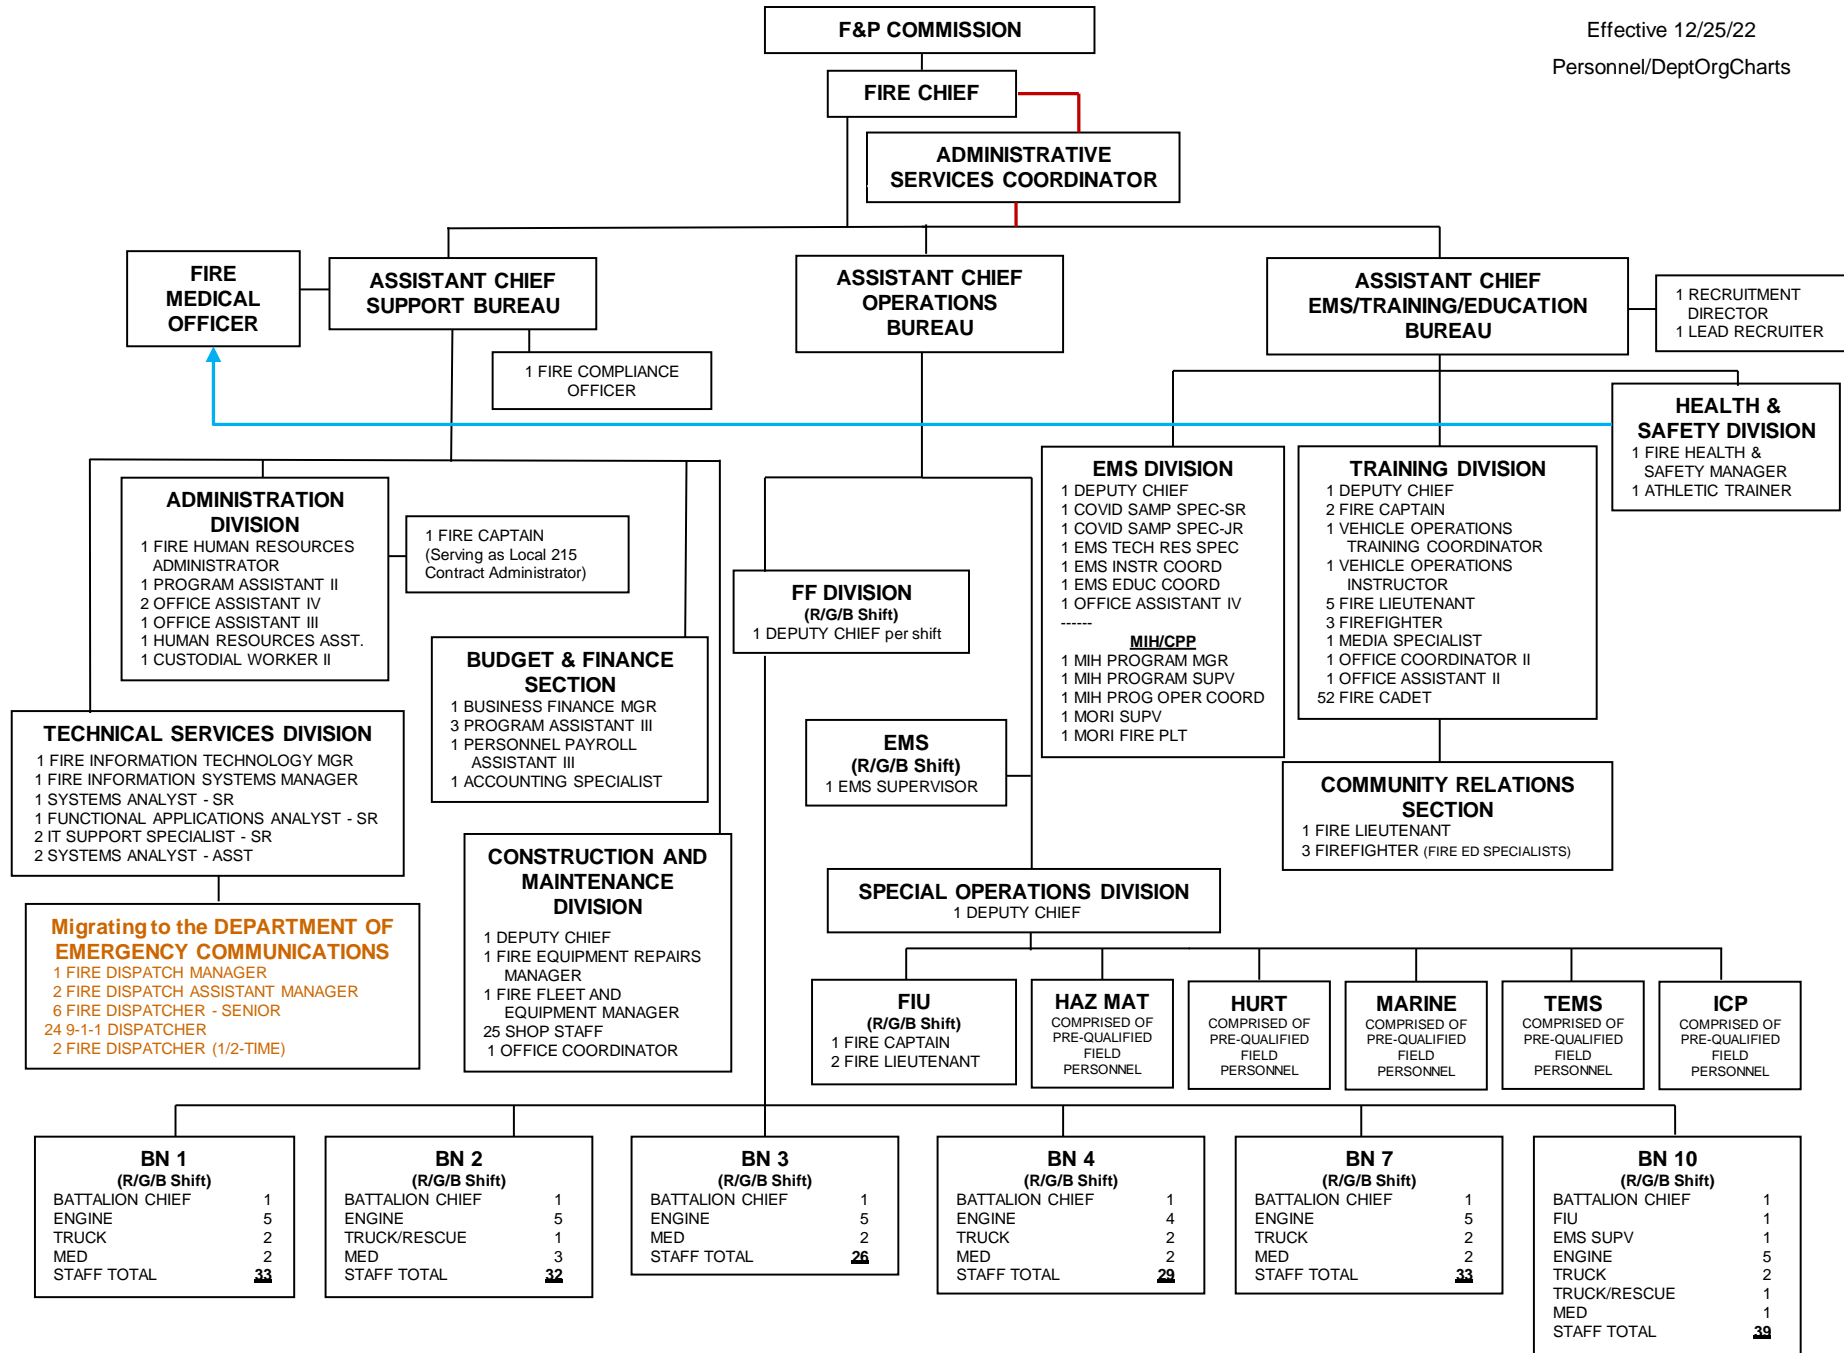 F&P COMMISSION
Effective 12/25/22
Personnel/DeptOrgCharts
FIRE CHIEF
ADMINISTRATIVE
SERVICES COORDINATOR
FIRE
MEDICAL
OFFICER
ASSISTANT CHIEF
SUPPORT BUREAU
ASSISTANT CHIEF
OPERATIONS
BUREAU
ASSISTANT CHIEF
EMS/TRAINING/EDUCATION
BUREAU
1 RECRUITMENT
DIRECTOR
1 LEAD RECRUITER
1 FIRE COMPLIANCE
OFFICER
HEALTH &
SAFETY DIVISION
1 FIRE HEALTH &
SAFETY MANAGER
1 ATHLETIC TRAINER
ADMINISTRATION
DIVISION
1 FIRE HUMAN RESOURCES
ADMINISTRATOR
1 PROGRAM ASSISTANT II
2 OFFICE ASSISTANT IV
1 OFFICE ASSISTANT III
1 HUMAN RESOURCES ASST.
1 CUSTODIAL WORKER II
1 FIRE CAPTAIN
(Serving as Local 215
Contract Administrator)
EMS DIVISION
1 DEPUTY CHIEF
1 COVID SAMP SPEC-SR
1 COVID SAMP SPEC-JR
1 EMS TECH RES SPEC
1 EMS INSTR COORD
1 EMS EDUC COORD
1 OFFICE ASSISTANT IV
------
MIH/CPP
1 MIH PROGRAM MGR
1 MIH PROGRAM SUPV
1 MIH PROG OPER COORD
1 MORI SUPV
1 MORI FIRE PLT
TRAINING DIVISION
1 DEPUTY CHIEF
2 FIRE CAPTAIN
1 VEHICLE OPERATIONS
TRAINING COORDINATOR
1 VEHICLE OPERATIONS
INSTRUCTOR
5 FIRE LIEUTENANT
3 FIREFIGHTER
1 MEDIA SPECIALIST
1 OFFICE COORDINATOR II
1 OFFICE ASSISTANT II
52 FIRE CADET
FF DIVISION
(R/G/B Shift)
1 DEPUTY CHIEF per shift
BUDGET & FINANCE
SECTION
1 BUSINESS FINANCE MGR
3 PROGRAM ASSISTANT III
1 PERSONNEL PAYROLL
ASSISTANT III
1 ACCOUNTING SPECIALIST
TECHNICAL SERVICES DIVISION
1 FIRE INFORMATION TECHNOLOGY MGR
1 FIRE INFORMATION SYSTEMS MANAGER
1 SYSTEMS ANALYST - SR
1 FUNCTIONAL APPLICATIONS ANALYST - SR
2 IT SUPPORT SPECIALIST - SR
2 SYSTEMS ANALYST - ASST
EMS
(R/G/B Shift)
1 EMS SUPERVISOR
COMMUNITY RELATIONS
SECTION
1 FIRE LIEUTENANT
3 FIREFIGHTER (FIRE ED SPECIALISTS)
CONSTRUCTION AND
MAINTENANCE
DIVISION
1 DEPUTY CHIEF
1 FIRE EQUIPMENT REPAIRS
MANAGER
1 FIRE FLEET AND
EQUIPMENT MANAGER
25 SHOP STAFF
1 OFFICE COORDINATOR
SPECIAL OPERATIONS DIVISION
1 DEPUTY CHIEF
Migrating to the DEPARTMENT OF
EMERGENCY COMMUNICATIONS
1 FIRE DISPATCH MANAGER
2 FIRE DISPATCH ASSISTANT MANAGER
6 FIRE DISPATCHER - SENIOR
24 9-1-1 DISPATCHER
2 FIRE DISPATCHER (1/2-TIME)
FIU
(R/G/B Shift)
1 FIRE CAPTAIN
2 FIRE LIEUTENANT
HAZ MAT
COMPRISED OF
PRE-QUALIFIED
FIELD
PERSONNEL
HURT
COMPRISED OF
PRE-QUALIFIED
FIELD
PERSONNEL
MARINE
COMPRISED OF
PRE-QUALIFIED
FIELD
PERSONNEL
TEMS
COMPRISED OF
PRE-QUALIFIED
FIELD
PERSONNEL
ICP
COMPRISED OF
PRE-QUALIFIED
FIELD
PERSONNEL
BN 1
(R/G/B Shift)
BATTALION CHIEF 1
ENGINE 5
TRUCK 2
MED 2
STAFF TOTAL 33
BN 2
(R/G/B Shift)
BATTALION CHIEF 1
ENGINE 5
TRUCK/RESCUE 1
MED 3
STAFF TOTAL 32
BN 3
(R/G/B Shift)
BATTALION CHIEF 1
ENGINE 5
MED 2
STAFF TOTAL 26
BN 4
(R/G/B Shift)
BATTALION CHIEF 1
ENGINE 4
TRUCK 2
MED 2
STAFF TOTAL 29
BN 7
(R/G/B Shift)
BATTALION CHIEF 1
ENGINE 5
TRUCK 2
MED 2
STAFF TOTAL 33
BN 10
(R/G/B Shift)
BATTALION CHIEF 1
FIU 1
EMS SUPV 1
ENGINE 5
TRUCK 2
TRUCK/RESCUE 1
MED 1
STAFF TOTAL 39